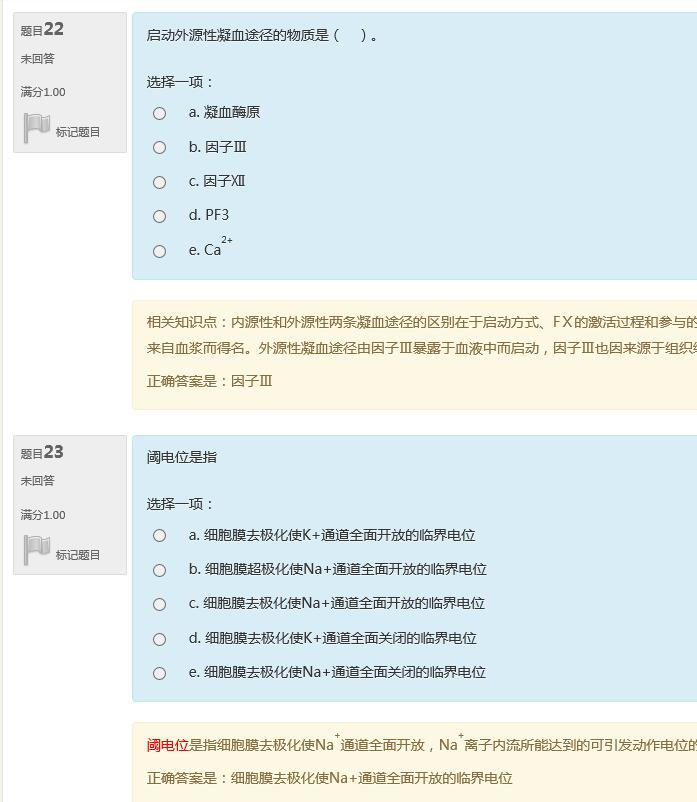 题目22
未回答
满分1.00
标记题目
启动外源性凝血途径的物质是（ ）。
选择一项：
a. 凝血酶原
b. 因子Ⅲ
c. 因子Ⅻ
d. PF3
e. Ca2+
相关知识点：内源性和外源性两条凝血途径的区别在于启动方式、FⅩ的激活过程和参与的
来自血浆而得名。外源性凝血途径由因子Ⅲ暴露于血液中而启动，因子Ⅲ也因来源于组织
正确答案是：因子Ⅲ
题目23
未回答
满分1.00
标记题目
阈电位是指
选择一项：
a. 细胞膜去极化使K+通道全面开放的临界电位
b. 细胞膜超极化使Na+通道全面开放的临界电位
c. 细胞膜去极化使Na+通道全面开放的临界电位
d. 细胞膜去极化使K+通道全面关闭的临界电位
e. 细胞膜去极化使Na+通道全面关闭的临界电位
阈电位是指细胞膜去极化使Na+通道全面开放，Na+离子内流所能达到的可引发动作电位的
正确答案是：细胞膜去极化使Na+通道全面开放的临界电位